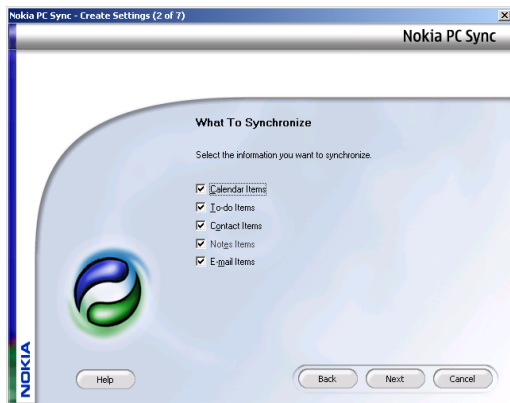 Nokia PC Sync - Create Settings (2 of 7)
Nokia PC Sync
What To Synchronize
Select the information you want to synchronize.
Calendar Items
To-do Items
Contact Items
Notes Items
E-mail Items
NOKIA
Help
Back
Next
Cancel